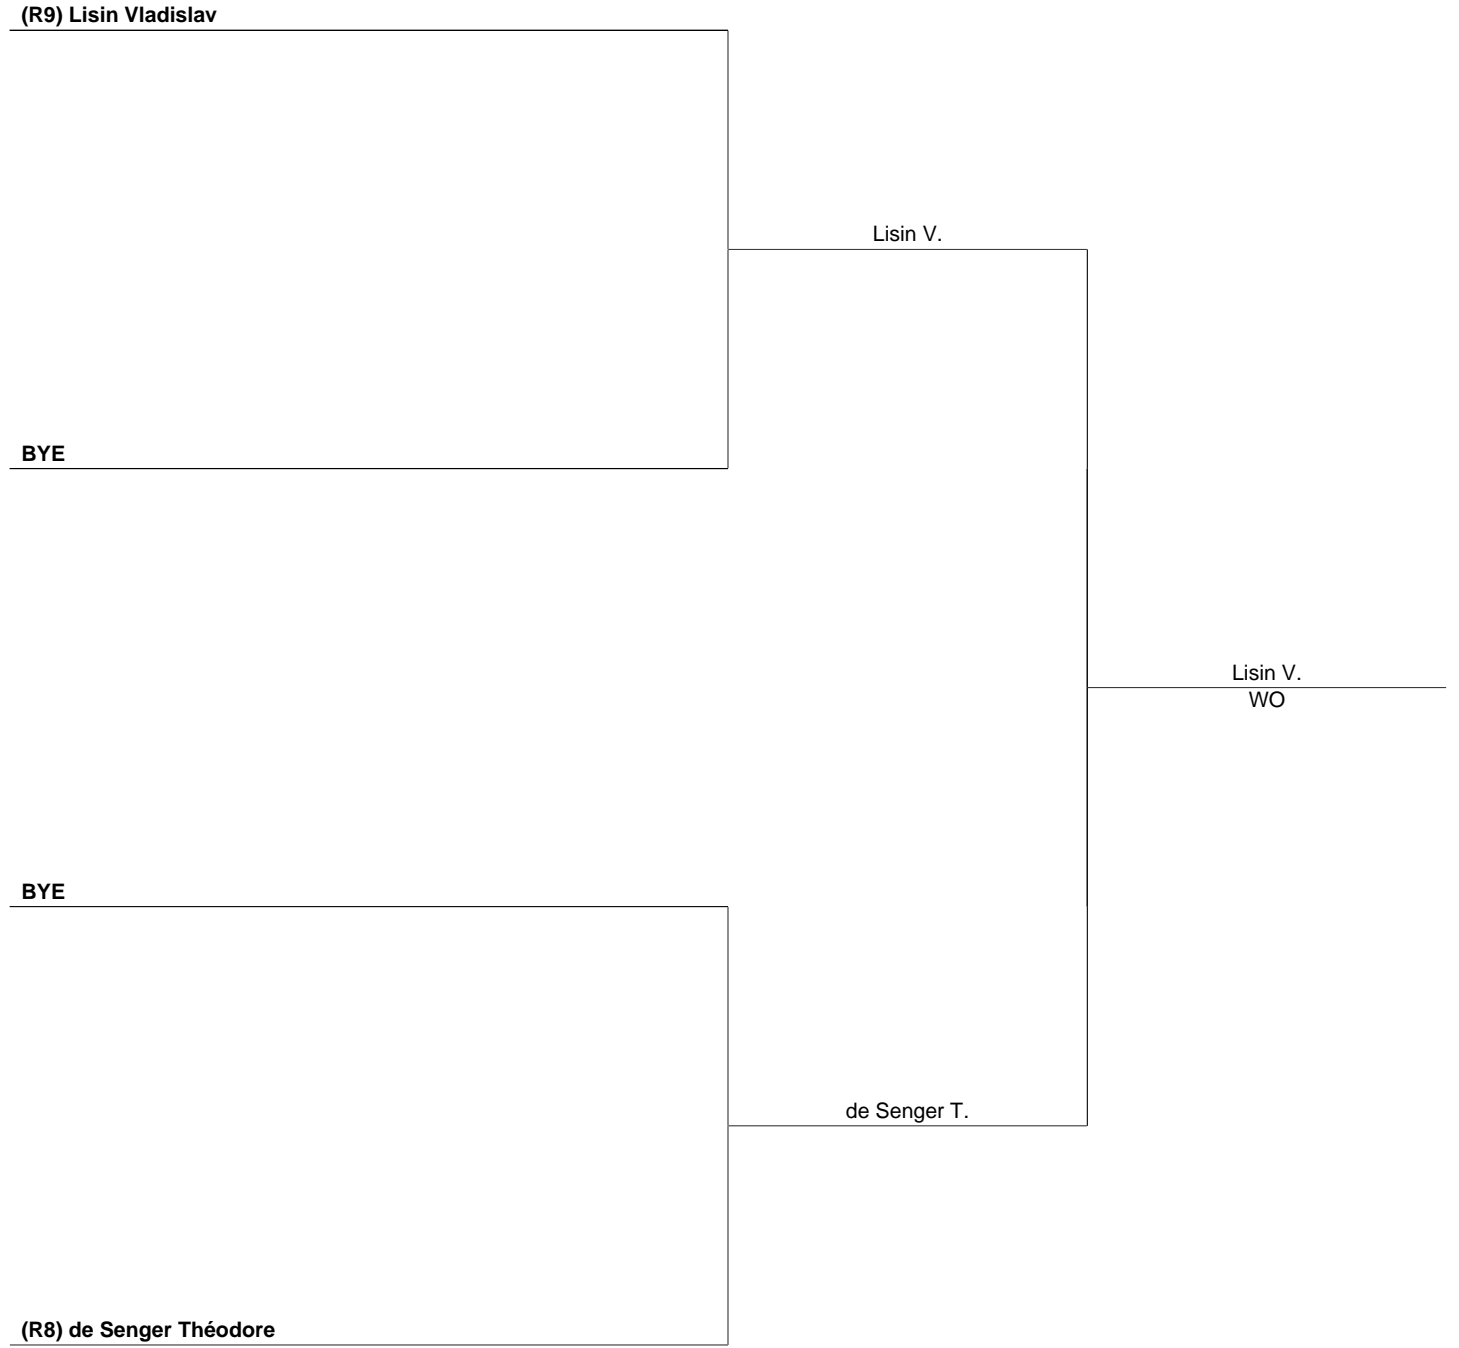 (R9) Lisin Vladislav
Lisin V.
BYE
Lisin V.
WO
BYE
de Senger T.
(R8) de Senger Théodore